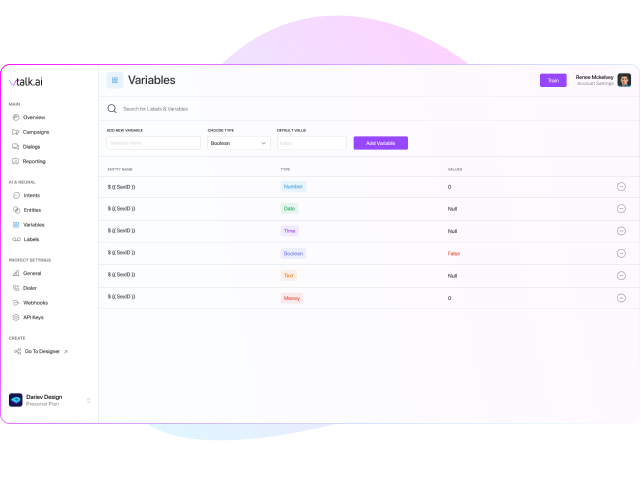 vtalk.ai
MAIN
Overview
Campaigns
Dialogs
Reporting
AI & NEURAL
Intents
Entities
Variables
Labels
PROFECT SETTINGS
General
Dialer
Webhooks
API Keys
CREATE
Go To Designer
Dariev Design
Presonal Plan
Variables
Train
Renee Mckelvey
Account Settings
Search for Labels & Variables
ADD NEW VARIABLE
CHOOSE TYPE
DEFAULT VALUE
Variable name
Boolean
False
Add Variable
ENTITY NAME TYPE VALUES
$ {{ SexID }} Number 0
$ {{ SexID }} Date Null
$ {{ SexID }} Time Null
$ {{ SexID }} Boolean False
$ {{ SexID }} Text Null
$ {{ SexID }} Money 0